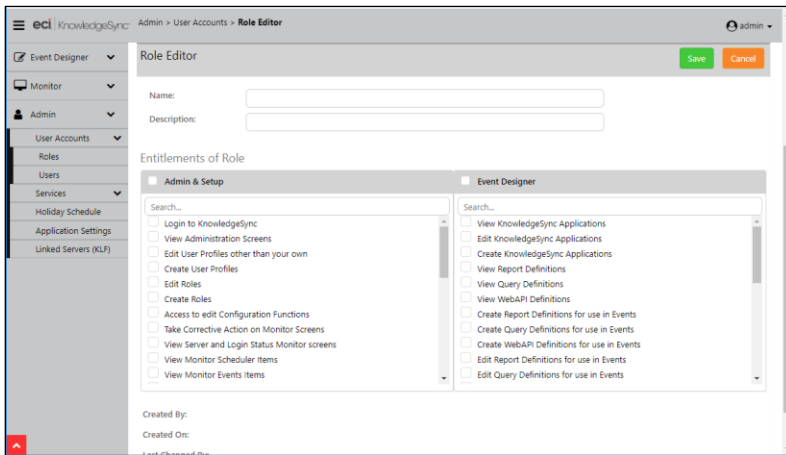 eci KnowledgeSync
Admin > User Accounts > Role Editor
admin
Event Designer
Monitor
Admin
User Accounts
Roles
Users
Services
Holiday Schedule
Application Settings
Linked Servers (KLF)
Role Editor
Save
Cancel
Name:
Description:
Entitlements of Role
Admin & Setup
Search...
Login to KnowledgeSync
View Administration Screens
Edit User Profiles other than your own
Create User Profiles
Edit Roles
Create Roles
Access to edit Configuration Functions
Take Corrective Action on Monitor Screens
View Server and Login Status Monitor screens
View Monitor Scheduler Items
View Monitor Events Items
Event Designer
Search...
View KnowledgeSync Applications
Edit KnowledgeSync Applications
Create KnowledgeSync Applications
View Report Definitions
View Query Definitions
View WebAPI Definitions
Create Report Definitions for use in Events
Create Query Definitions for use in Events
Create WebAPI Definitions for use in Events
Edit Report Definitions for use in Events
Edit Query Definitions for use in Events
Created By:
Created On:
Last Changed By: